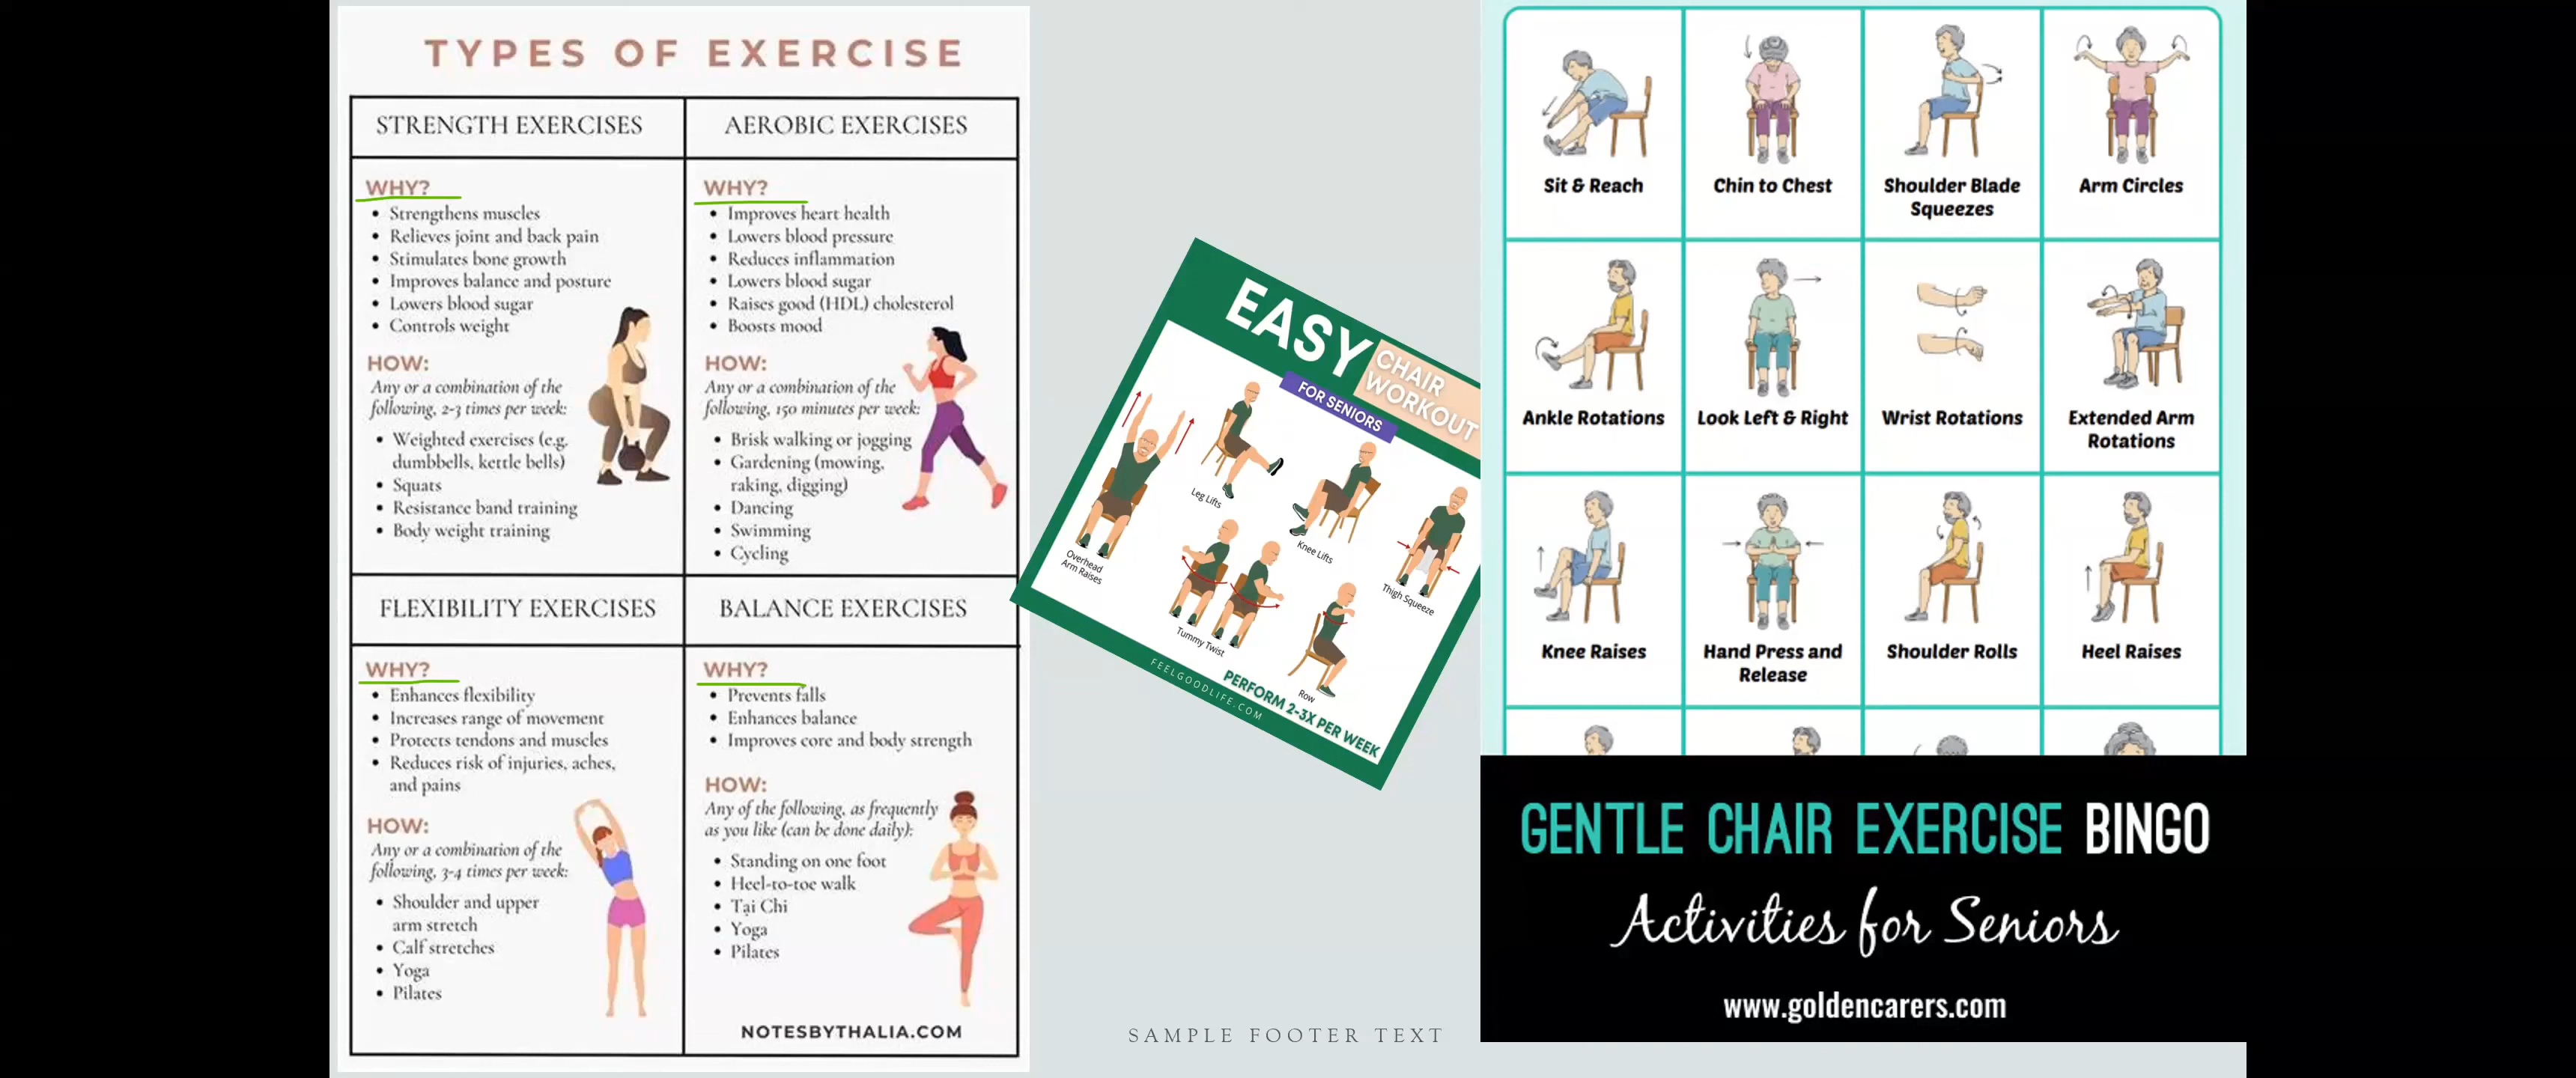 TYPES OF EXERCISE
STRENGTH EXERCISES
WHY?
• Strengthens muscles
• Relieves joint and back pain
• Stimulates bone growth
• Improves balance and posture
• Lowers blood sugar
• Controls weight
HOW:
Any or a combination of the
following, 2-3 times per week:
• Weighted exercises (e.g.
dumbbells, kettle bells)
• Squats
• Resistance band training
• Body weight training
AEROBIC EXERCISES
WHY?
• Improves heart health
• Lowers blood pressure
• Reduces inflammation
• Lowers blood sugar
• Raises good (HDL) cholesterol
• Boosts mood
HOW:
Any or a combination of the
following, 150 minutes per week:
• Brisk walking or jogging
• Gardening (mowing,
raking, digging)
• Dancing
• Swimming
• Cycling
FLEXIBILITY EXERCISES
WHY?
• Enhances flexibility
• Increases range of movement
• Protects tendons and muscles
• Reduces risk of injuries, aches,
and pains
HOW:
Any or a combination of the
following, 3-4 times per week:
• Shoulder and upper
arm stretch
• Calf stretches
• Yoga
• Pilates
BALANCE EXERCISES
WHY?
• Prevents falls
• Enhances balance
• Improves core and body strength
HOW:
Any of the following, as frequently
as you like (can be done daily):
• Standing on one foot
• Heel-to-toe walk
• Tai Chi
• Yoga
• Pilates
NOTESBYTHALIA.COM
EASY
CHAIR
WORKOUT
FOR SENIORS
Overhead
Arm Raises
Leg Lifts
Knee Lifts
Thigh Squeeze
Tummy Twist
Row
PERFORM 2-3X PER WEEK
FEELGOODLIFE.COM
SAMPLE FOOTER TEXT
Sit & Reach
Chin to Chest
Shoulder Blade
Squeezes
Arm Circles
Ankle Rotations
Look Left & Right
Wrist Rotations
Extended Arm
Rotations
Knee Raises
Hand Press and
Release
Shoulder Rolls
Heel Raises
GENTLE CHAIR EXERCISE BINGO
Activities for Seniors
www.goldencarers.com